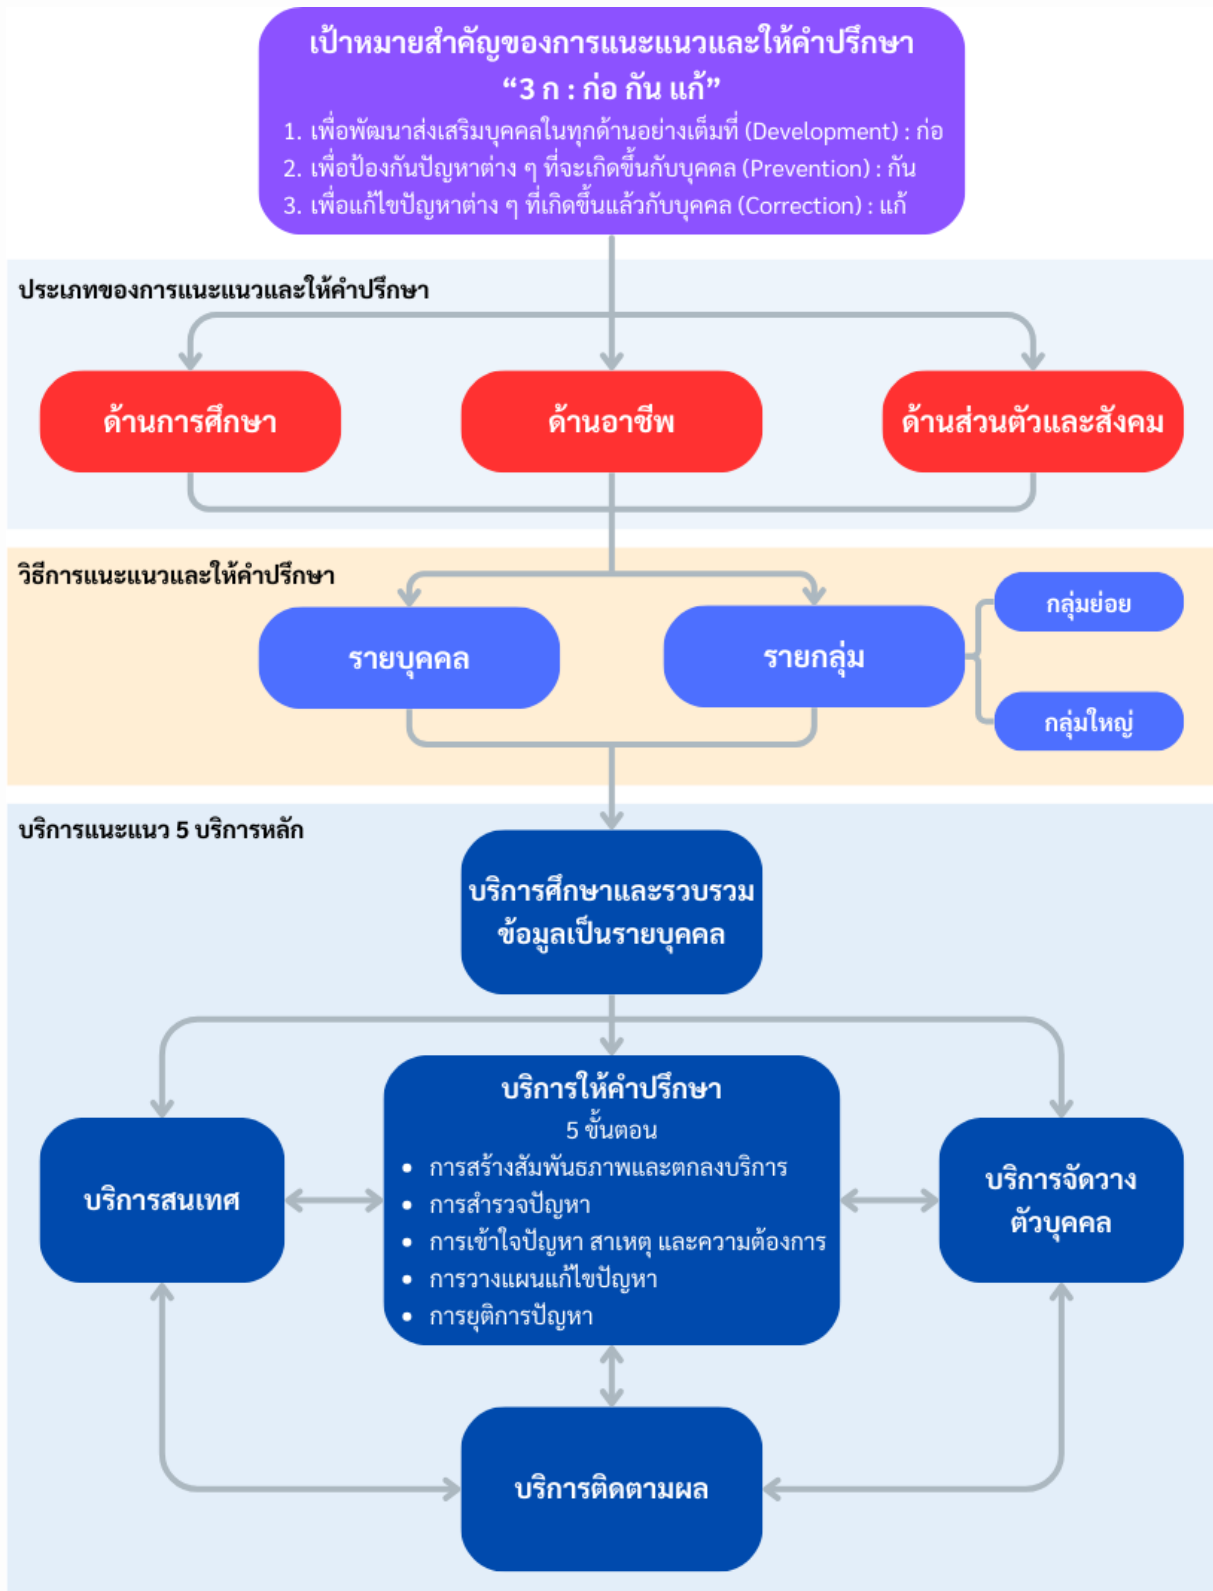 เป้าหมายสำคัญของการแนะแนวและให้คำปรึกษา
“3 ก : ก่อ กัน แก้”
1. เพื่อพัฒนาส่งเสริมบุคคลในทุกด้านอย่างเต็มที่ (Development) : ก่อ
2. เพื่อป้องกันปัญหาต่าง ๆ ที่จะเกิดขึ้นกับบุคคล (Prevention) : กัน
3. เพื่อแก้ไขปัญหาต่าง ๆ ที่เกิดขึ้นแล้วกับบุคคล (Correction) : แก้
ประเภทของการแนะแนวและให้คำปรึกษา
ด้านการศึกษา
ด้านอาชีพ
ด้านส่วนตัวและสังคม
วิธีการแนะแนวและให้คำปรึกษา
รายบุคคล
รายกลุ่ม
กลุ่มย่อย
กลุ่มใหญ่
บริการแนะแนว 5 บริการหลัก
บริการศึกษาและรวบรวม
ข้อมูลเป็นรายบุคคล
บริการสนเทศ
บริการให้คำปรึกษา
5 ขั้นตอน
• การสร้างสัมพันธภาพและตกลงบริการ
• การสำรวจปัญหา
• การเข้าใจปัญหา สาเหตุ และความต้องการ
• การวางแผนแก้ไขปัญหา
• การยุติการปัญหา
บริการจัดวาง
ตัวบุคคล
บริการติดตามผล